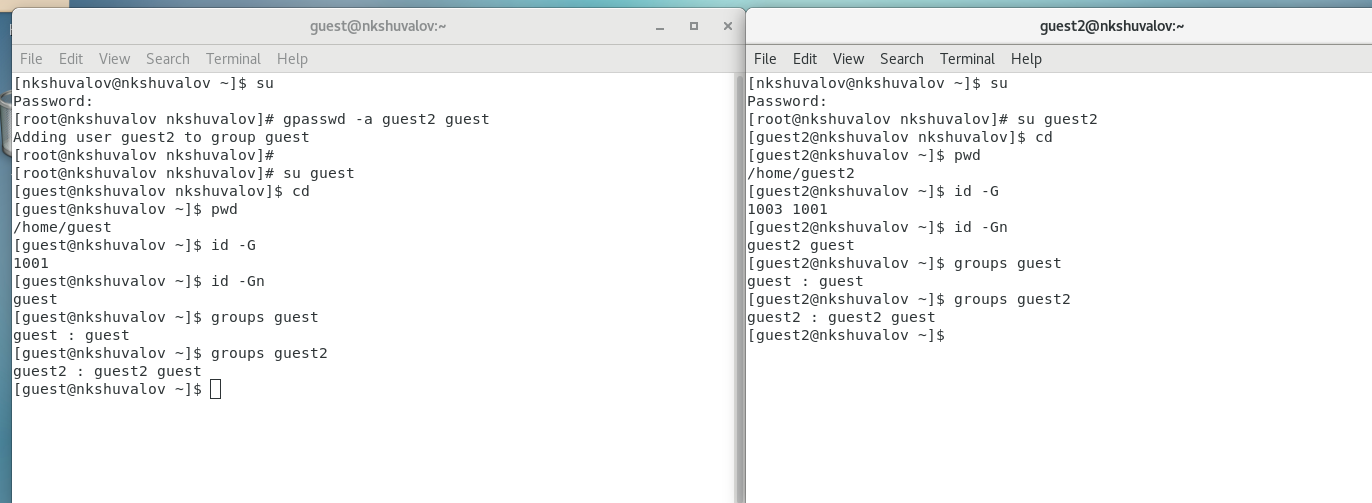 guest@nkshuvalov:~
File Edit View Search Terminal Help
[nkshuvalov@nkshuvalov ~]$ su
Password:
[root@nkshuvalov nkshuvalov]# gpasswd -a guest2 guest
Adding user guest2 to group guest
[root@nkshuvalov nkshuvalov]#
[root@nkshuvalov nkshuvalov]# su guest
[guest@nkshuvalov nkshuvalov]$ cd
[guest@nkshuvalov ~]$ pwd
/home/guest
[guest@nkshuvalov ~]$ id -G
1001
[guest@nkshuvalov ~]$ id -Gn
guest
[guest@nkshuvalov ~]$ groups guest
guest : guest
[guest@nkshuvalov ~]$ groups guest2
guest2 : guest2 guest
[guest@nkshuvalov ~]$
guest2@nkshuvalov:~
File Edit View Search Terminal Help
[nkshuvalov@nkshuvalov ~]$ su
Password:
[root@nkshuvalov nkshuvalov]# su guest2
[guest2@nkshuvalov nkshuvalov]$ cd
[guest2@nkshuvalov ~]$ pwd
/home/guest2
[guest2@nkshuvalov ~]$ id -G
1003 1001
[guest2@nkshuvalov ~]$ id -Gn
guest2 guest
[guest2@nkshuvalov ~]$ groups guest
guest : guest
[guest2@nkshuvalov ~]$ groups guest2
guest2 : guest2 guest
[guest2@nkshuvalov ~]$